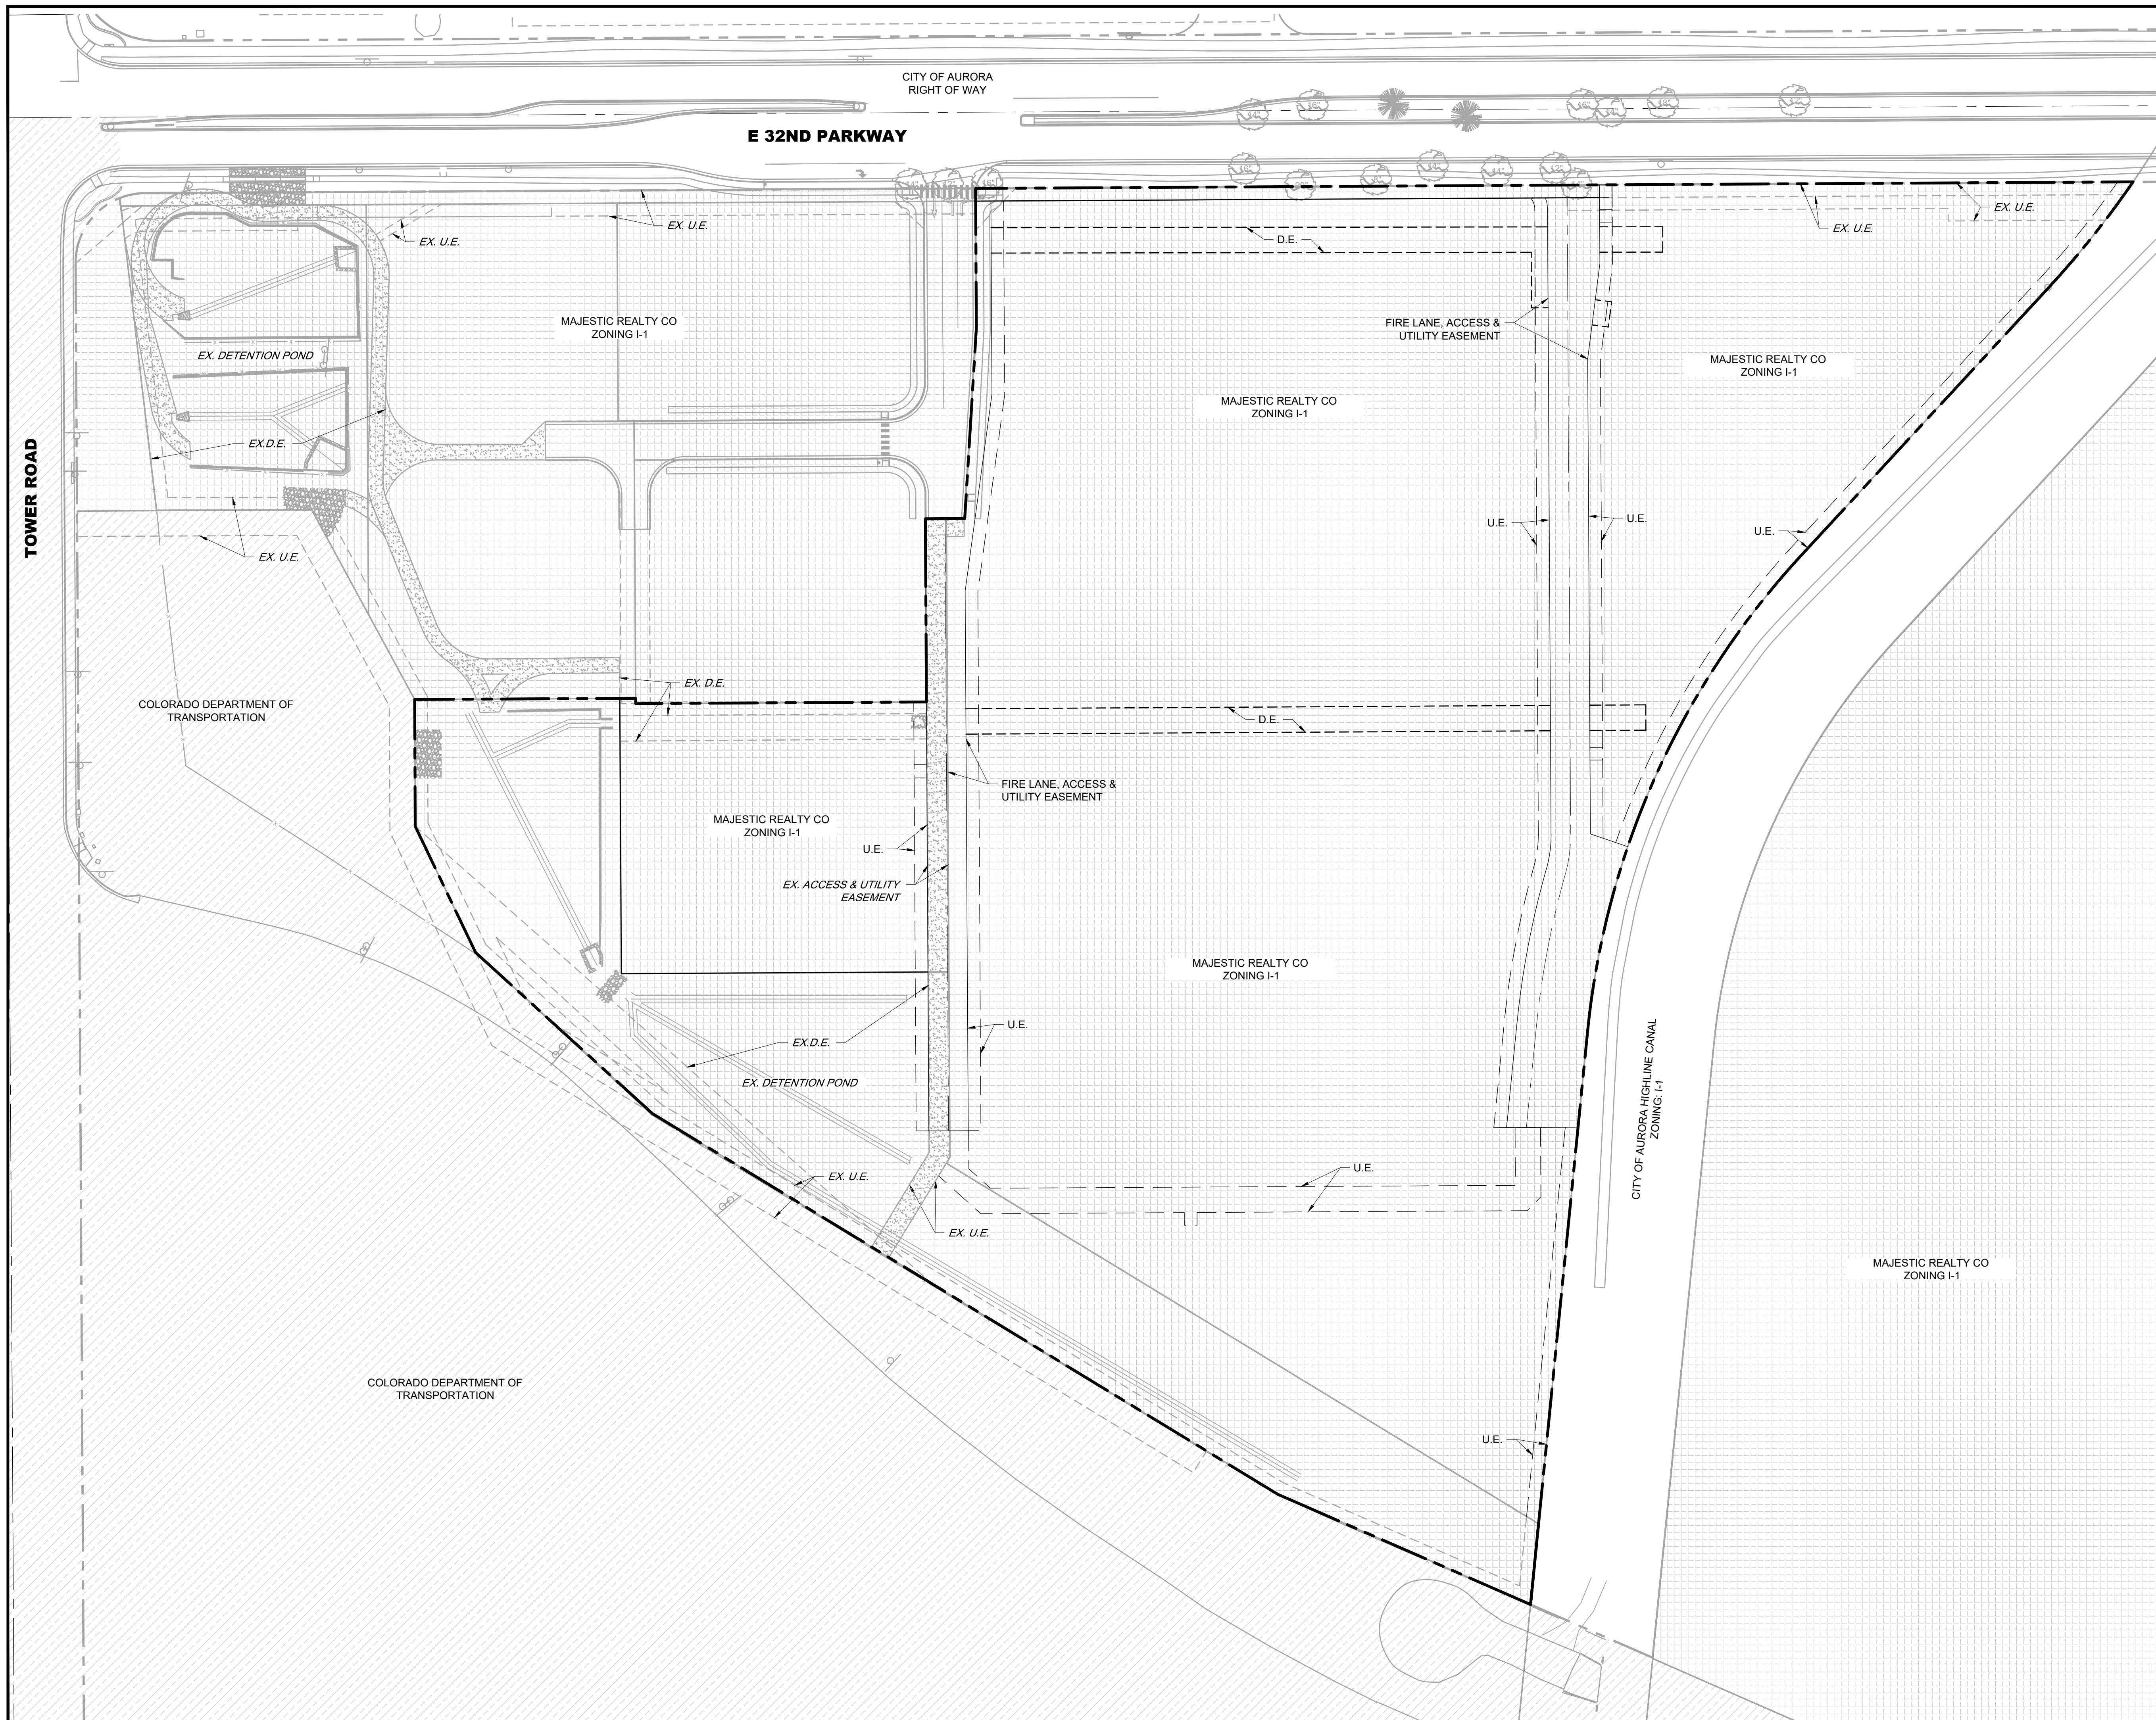 CITY OF AURORA
RIGHT OF WAY
E 32ND PARKWAY
TOWER ROAD
EX. U.E.
EX. U.E.
EX. U.E.
EX. U.E.
D.E.
MAJESTIC REALTY CO
ZONING I-1
FIRE LANE, ACCESS &
UTILITY EASEMENT
EX. DETENTION POND
MAJESTIC REALTY CO
ZONING I-1
MAJESTIC REALTY CO
ZONING I-1
EX.D.E.
U.E.
U.E.
U.E.
EX. U.E.
EX. D.E.
COLORADO DEPARTMENT OF
TRANSPORTATION
D.E.
FIRE LANE, ACCESS &
UTILITY EASEMENT
MAJESTIC REALTY CO
ZONING I-1
U.E.
EX. ACCESS & UTILITY
EASEMENT
MAJESTIC REALTY CO
ZONING I-1
U.E.
EX.D.E.
EX. DETENTION POND
CITY OF AURORA HIGHLINE CANAL
ZONING: I-1
U.E.
EX. U.E.
EX. U.E.
MAJESTIC REALTY CO
ZONING I-1
COLORADO DEPARTMENT OF
TRANSPORTATION
U.E.